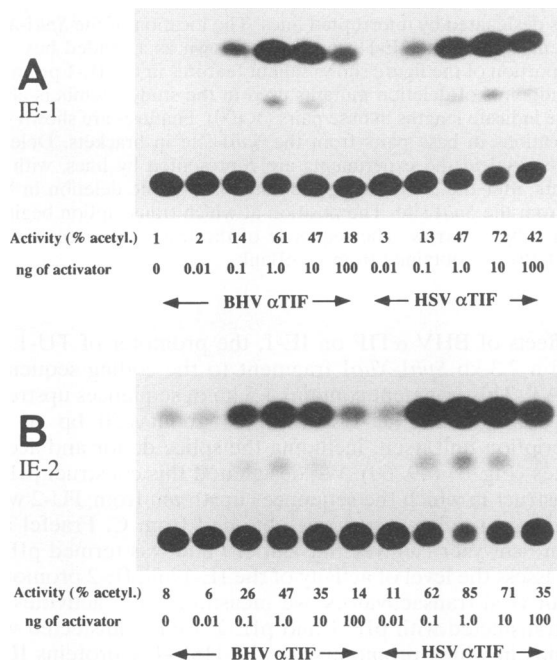 A
IE-1
Activity (% acetyl.) 1 2 14 61 47 18 3 13 47 72 42
ng of activator 0 0.01 0.1 1.0 10 100 0.01 0.1 1.0 10 100
← BHV αTIF → ← HSV αTIF →
B
IE-2
Activity (% acetyl.) 8 6 26 47 35 14 11 62 85 71 35
ng of activator 0 0.01 0.1 1.0 10 100 0.01 0.1 1.0 10 100
← BHV αTIF → ← HSV αTIF →